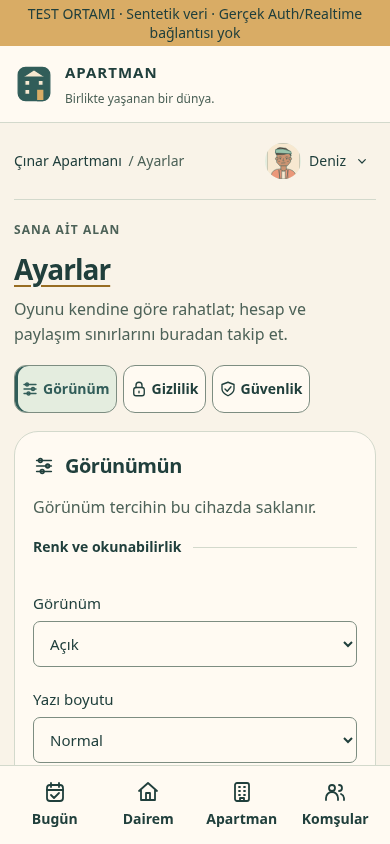 TEST ORTAMI · Sentetik veri · Gerçek Auth/Realtime
bağlantısı yok
APARTMAN
Birlikte yaşanan bir dünya.
Çınar Apartmanı / Ayarlar
Deniz
SANA AİT ALAN
Ayarlar
Oyunu kendine göre rahatlat; hesap ve
paylaşım sınırlarını buradan takip et.
Görünüm
Gizlilik
Güvenlik
Görünümün
Görünüm tercihin bu cihazda saklanır.
Renk ve okunabilirlik
Görünüm
Açık
Yazı boyutu
Normal
Bugün
Dairem
Apartman
Komşular